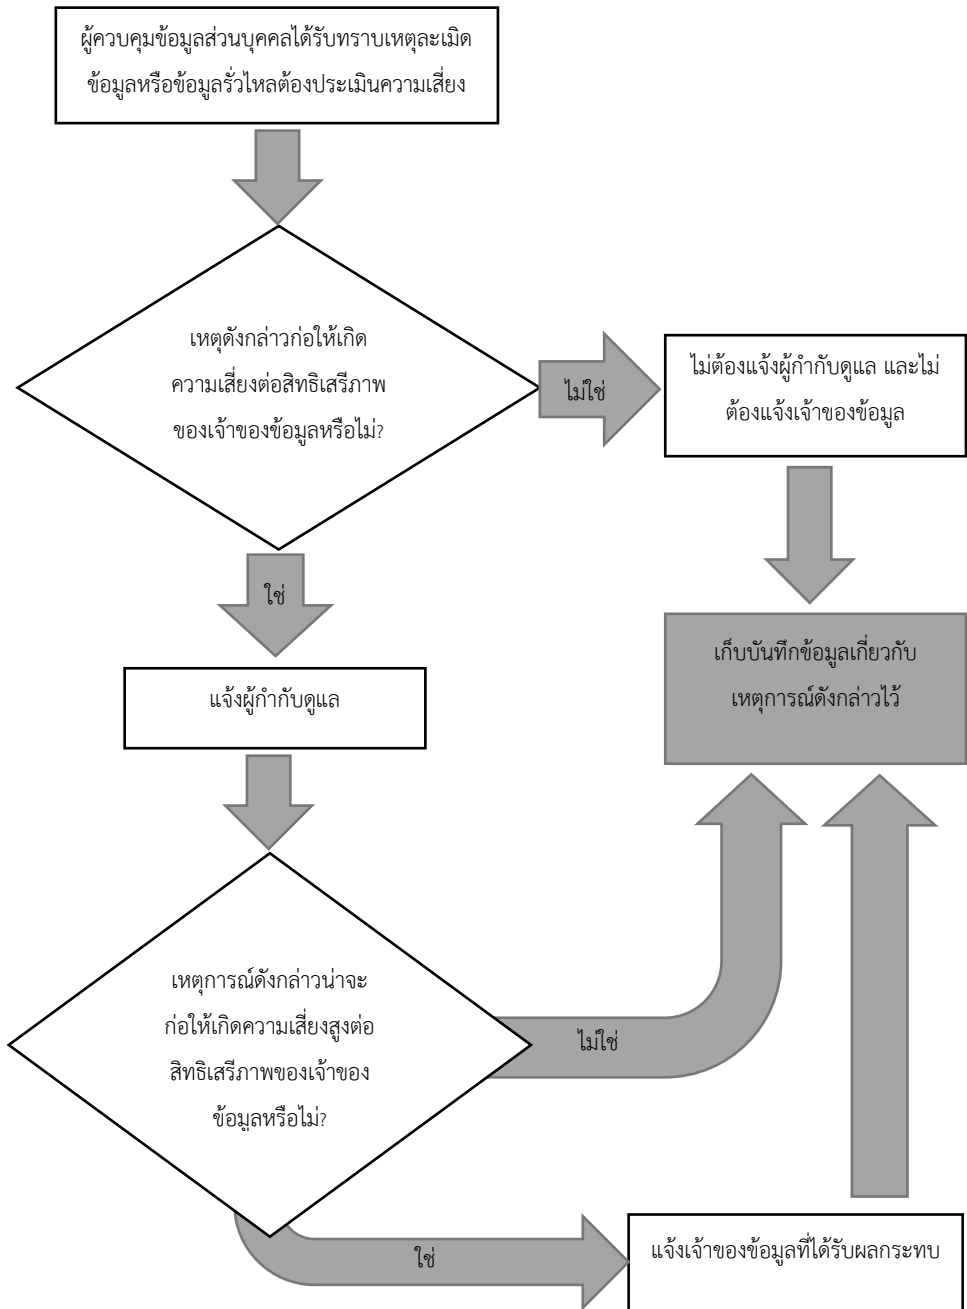 ผู้ควบคุมข้อมูลส่วนบุคคลได้รับทราบเหตุละเมิด
ข้อมูลหรือข้อมูลรั่วไหลต้องประเมินความเสี่ยง
เหตุดังกล่าวก่อให้เกิด
ความเสี่ยงต่อสิทธิเสรีภาพ
ของเจ้าของข้อมูลหรือไม่?
ไม่ใช่
ไม่ต้องแจ้งผู้กำกับดูแล และไม่
ต้องแจ้งเจ้าของข้อมูล
ใช่
แจ้งผู้กำกับดูแล
เก็บบันทึกข้อมูลเกี่ยวกับ
เหตุการณ์ดังกล่าวไว้
เหตุการณ์ดังกล่าวน่าจะ
ก่อให้เกิดความเสี่ยงสูงต่อ
สิทธิเสรีภาพของเจ้าของ
ข้อมูลหรือไม่?
ไม่ใช่
ใช่
แจ้งเจ้าของข้อมูลที่ได้รับผลกระทบ